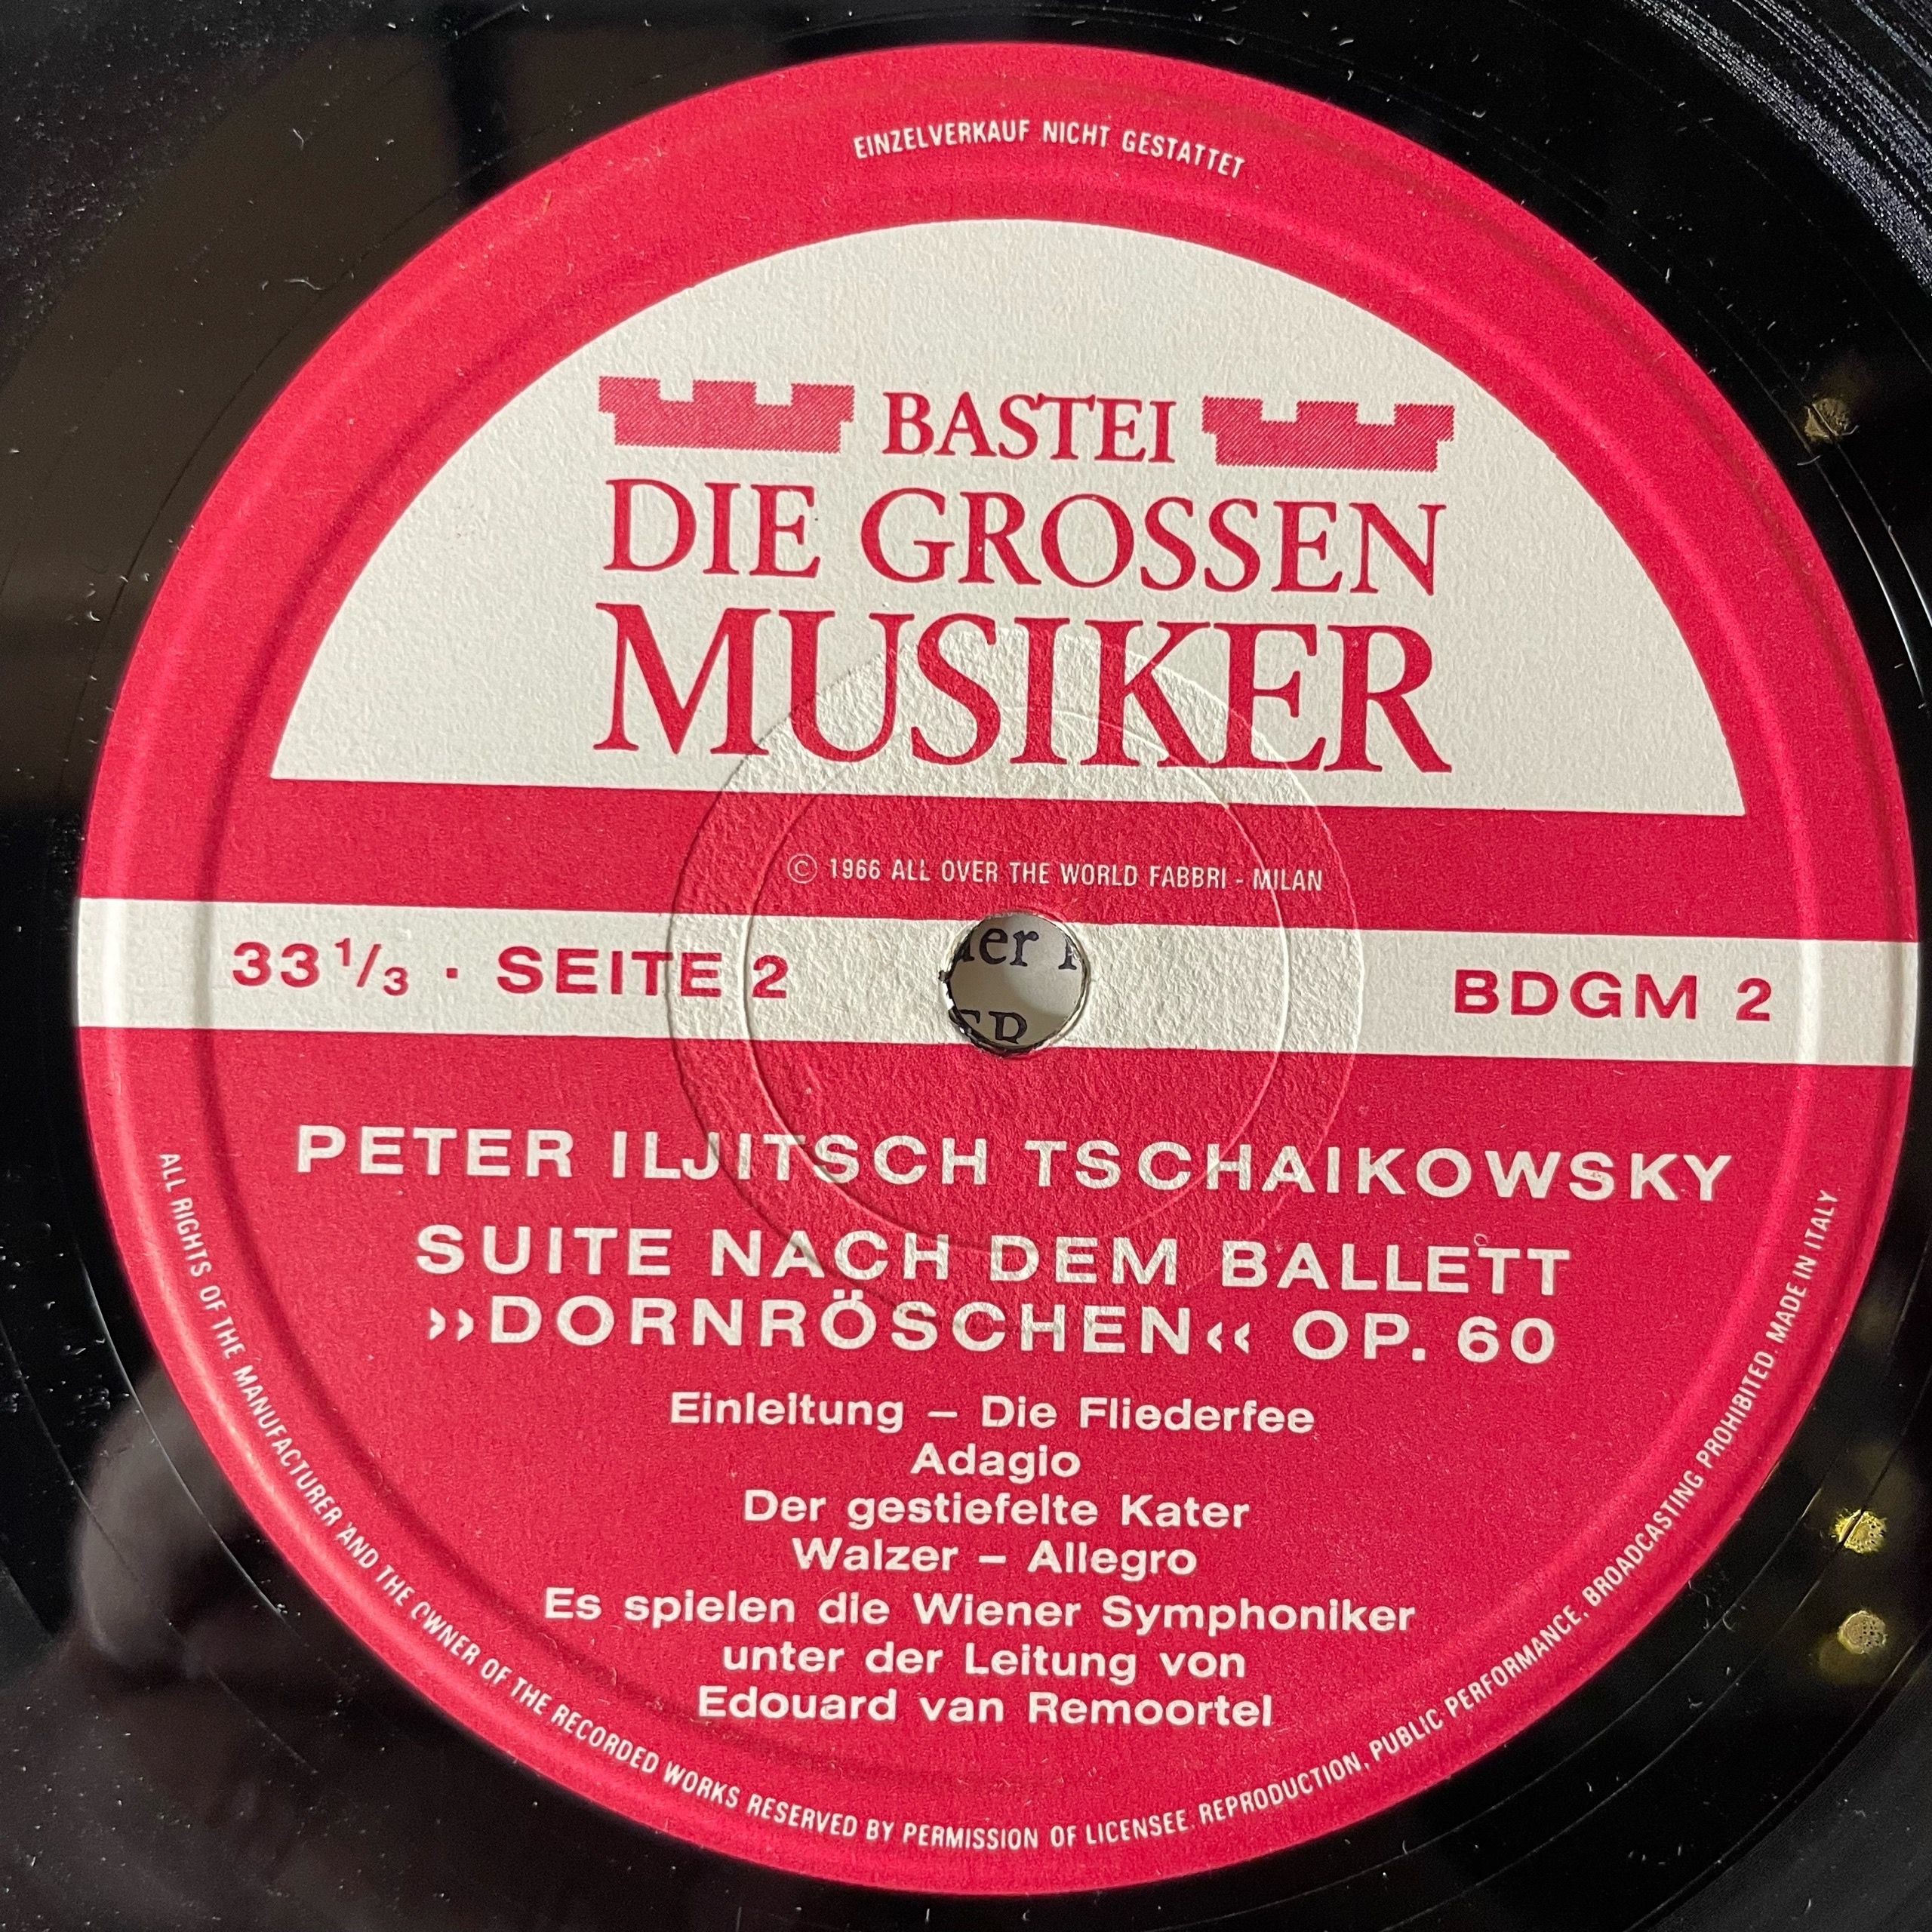 EINZELVERKAUF NICHT GESTATTET
BASTEI
DIE GROSSEN
MUSIKER
© 1966 ALL OVER THE WORLD FABBRI - MILAN
33 1/3 · SEITE 2
BDGM 2
PETER ILJITSCH TSCHAIKOWSKY
SUITE NACH DEM BALLETT
››DORNRÖSCHEN‹‹ OP. 60
Einleitung – Die Fliederfee
Adagio
Der gestiefelte Kater
Walzer – Allegro
Es spielen die Wiener Symphoniker
unter der Leitung von
Edouard van Remoortel
ALL RIGHTS OF THE MANUFACTURER AND THE OWNER OF THE RECORDED WORKS RESERVED BY PERMISSION OF LICENSEE. REPRODUCTION, PUBLIC PERFORMANCE, BROADCASTING PROHIBITED. MADE IN ITALY